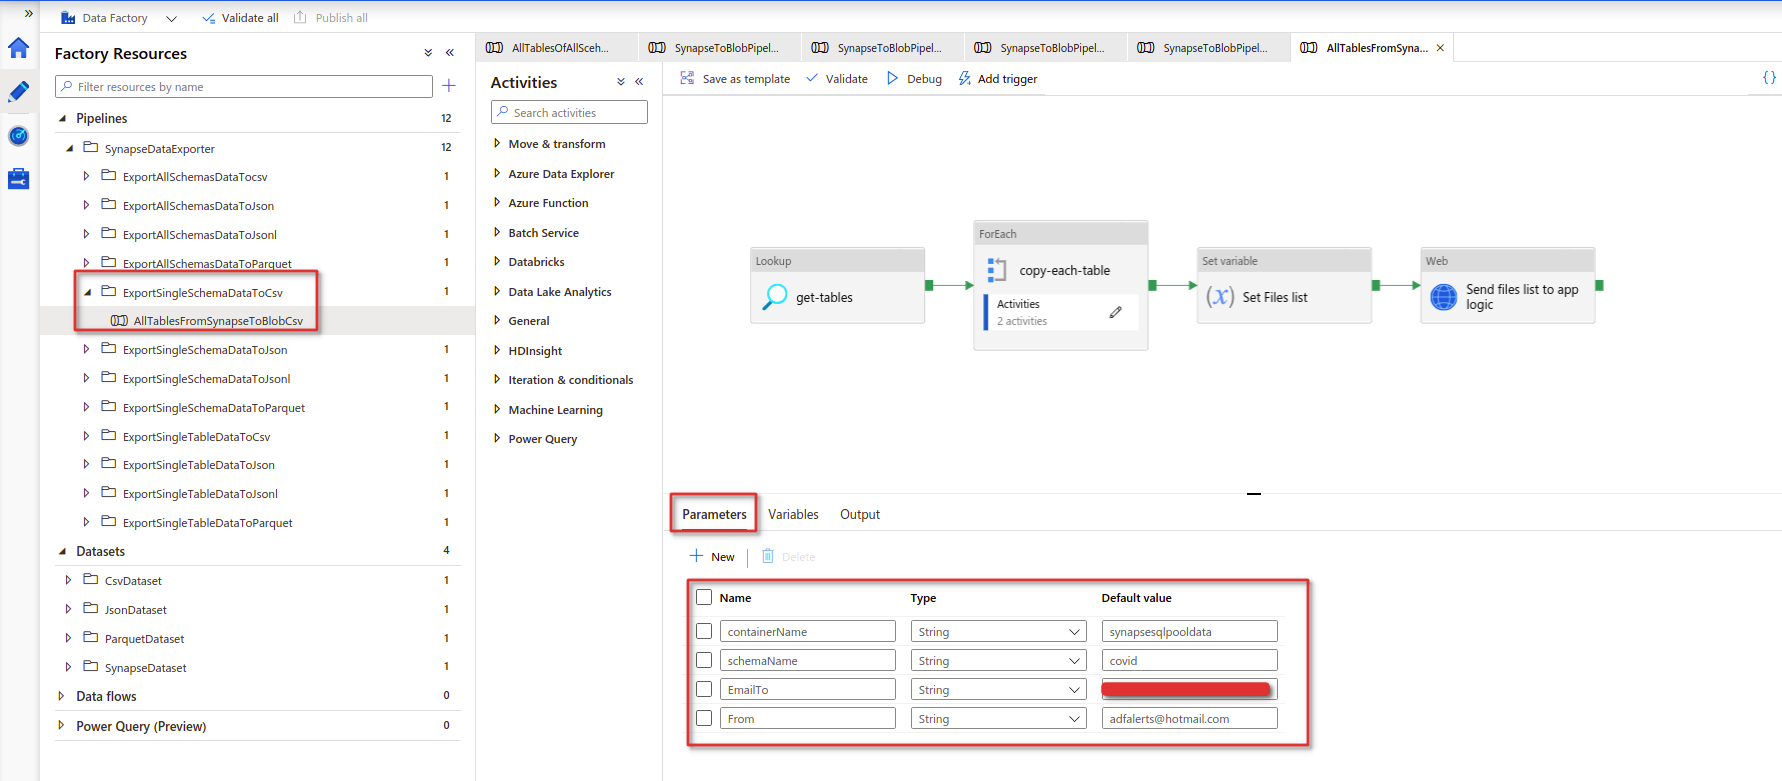 Data Factory
Validate all
Publish all
Factory Resources
Filter resources by name
Pipelines 12
SynapseDataExporter 12
ExportAllSchemasDataTocsv 1
ExportAllSchemasDataToJson 1
ExportAllSchemasDataToJsonl 1
ExportAllSchemasDataToParquet 1
ExportSingleSchemaDataToCsv 1
AllTablesFromSynapseToBlobCsv
ExportSingleSchemaDataToJson 1
ExportSingleSchemaDataToJsonl 1
ExportSingleSchemaDataToParquet 1
ExportSingleTableDataToCsv 1
ExportSingleTableDataToJson 1
ExportSingleTableDataToJsonl 1
ExportSingleTableDataToParquet 1
Datasets 4
CsvDataset 1
JsonDataset 1
ParquetDataset 1
SynapseDataset 1
Data flows 0
Power Query (Preview) 0
AllTablesOfAllSceh...
SynapseToBlobPipel...
SynapseToBlobPipel...
SynapseToBlobPipel...
SynapseToBlobPipel...
AllTablesFromSyna...
Activities
Search activities
Move & transform
Azure Data Explorer
Azure Function
Batch Service
Databricks
Data Lake Analytics
General
HDInsight
Iteration & conditionals
Machine Learning
Power Query
Save as template
Validate
Debug
Add trigger
{}
Lookup
get-tables
ForEach
copy-each-table
Activities
2 activities
Set variable
(x) Set Files list
Web
Send files list to app
logic
Parameters Variables Output
New
Delete
Name Type Default value
containerName String synapsesqlpooldata
schemaName String covid
EmailTo String
From String adfalerts@hotmail.com